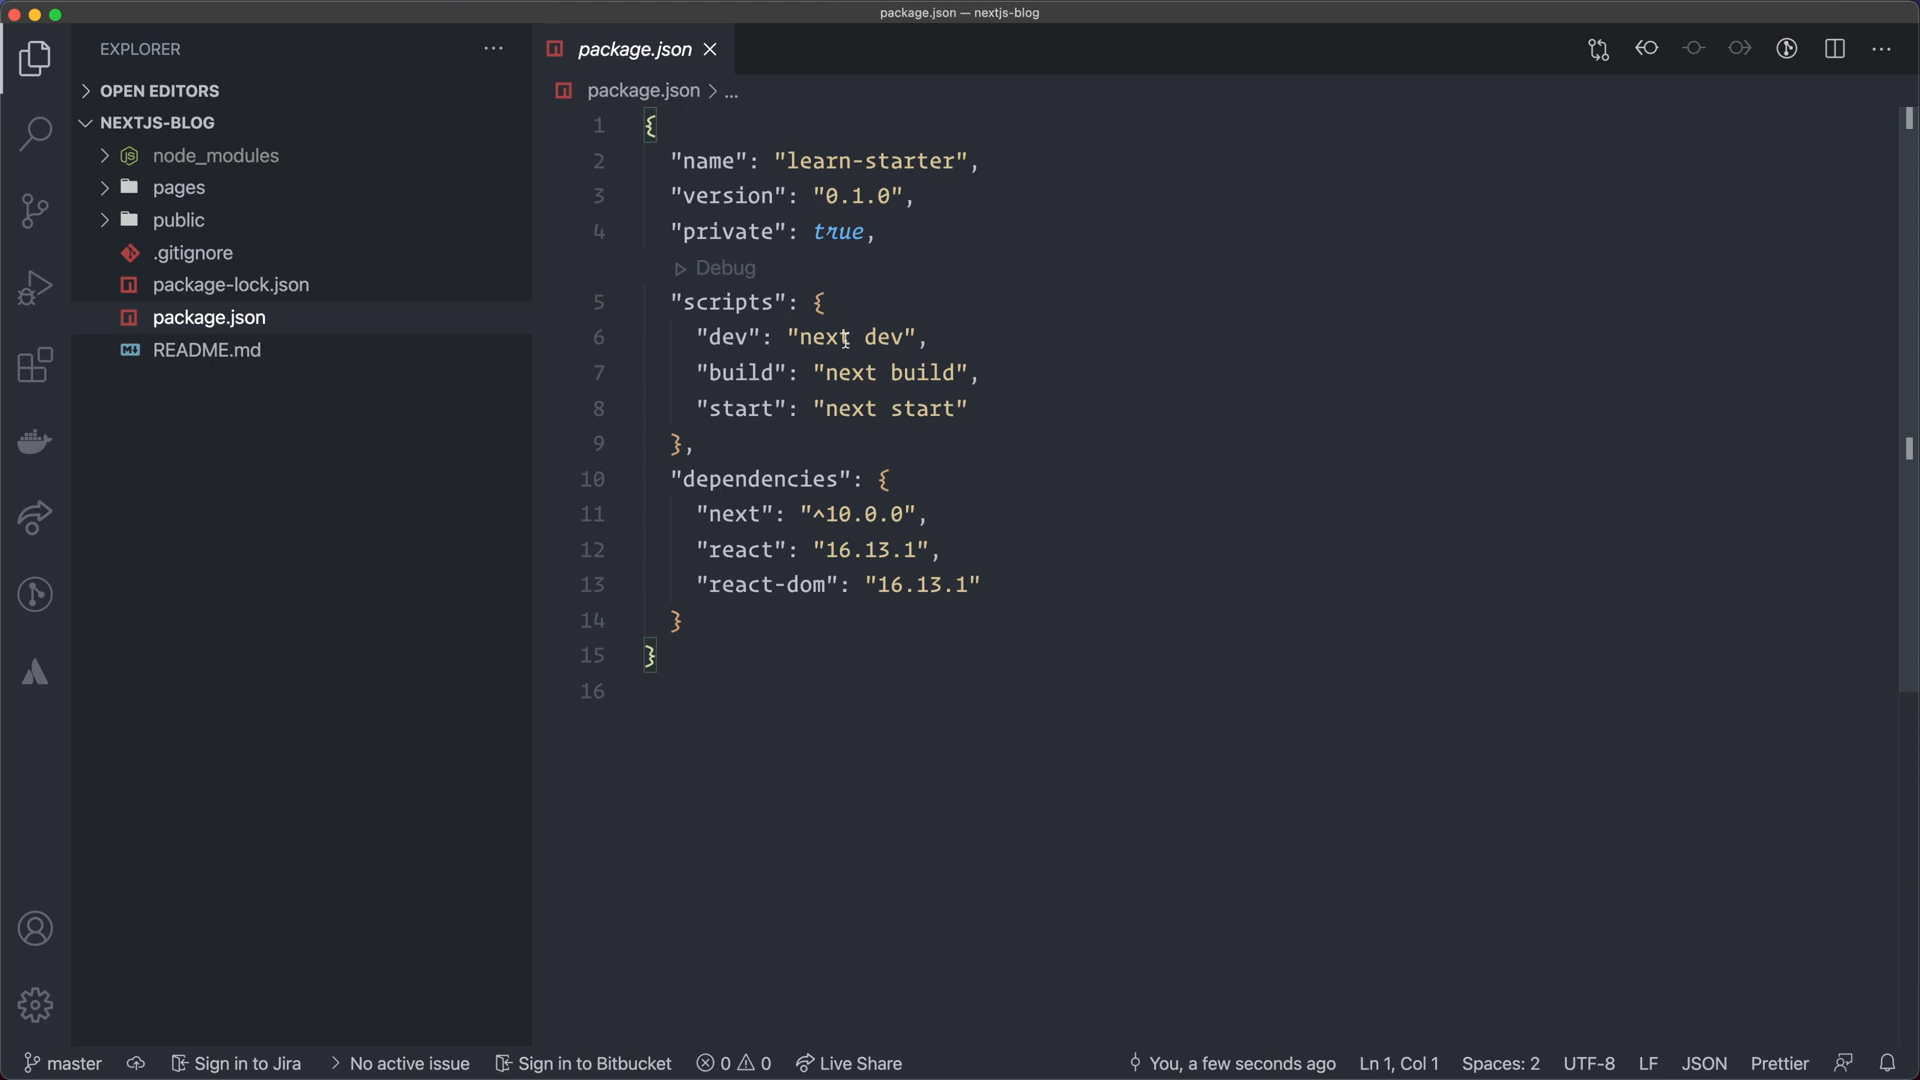 package.json — nextjs-blog
EXPLORER
package.json
OPEN EDITORS
package.json > ...
NEXTJS-BLOG
node_modules
pages
public
.gitignore
package-lock.json
package.json
README.md
1 {
2 "name": "learn-starter",
3 "version": "0.1.0",
4 "private": true,
Debug
5 "scripts": {
6 "dev": "next dev",
7 "build": "next build",
8 "start": "next start"
9 },
10 "dependencies": {
11 "next": "^10.0.0",
12 "react": "16.13.1",
13 "react-dom": "16.13.1"
14 }
15 }
16
master Sign in to Jira No active issue Sign in to Bitbucket 0 0 Live Share You, a few seconds ago Ln 1, Col 1 Spaces: 2 UTF-8 LF JSON Prettier